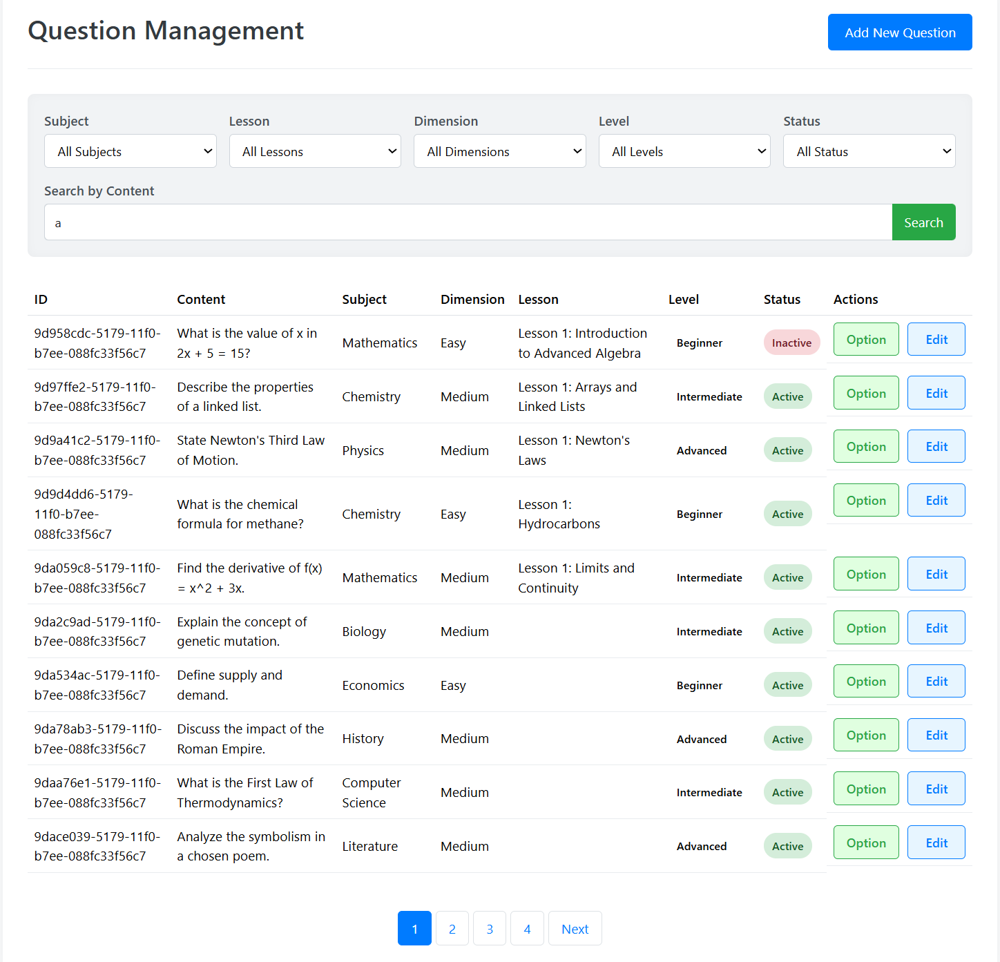 Question Management
Add New Question
Subject
Lesson
Dimension
Level
Status
All Subjects
All Lessons
All Dimensions
All Levels
All Status
Search by Content
a
Search
ID
Content
Subject
Dimension
Lesson
Level
Status
Actions
9d958cdc-5179-11f0-
b7ee-088fc33f56c7
What is the value of x in
2x + 5 = 15?
Mathematics
Easy
Lesson 1: Introduction
to Advanced Algebra
Beginner
Inactive
Option
Edit
9d97ffe2-5179-11f0-
b7ee-088fc33f56c7
Describe the properties
of a linked list.
Chemistry
Medium
Lesson 1: Arrays and
Linked Lists
Intermediate
Active
Option
Edit
9d9a41c2-5179-11f0-
b7ee-088fc33f56c7
State Newton's Third Law
of Motion.
Physics
Medium
Lesson 1: Newton's
Laws
Advanced
Active
Option
Edit
9d9d4dd6-5179-
11f0-b7ee-
088fc33f56c7
What is the chemical
formula for methane?
Chemistry
Easy
Lesson 1:
Hydrocarbons
Beginner
Active
Option
Edit
9da059c8-5179-11f0-
b7ee-088fc33f56c7
Find the derivative of f(x)
= x^2 + 3x.
Mathematics
Medium
Lesson 1: Limits and
Continuity
Intermediate
Active
Option
Edit
9da2c9ad-5179-11f0-
b7ee-088fc33f56c7
Explain the concept of
genetic mutation.
Biology
Medium
Intermediate
Active
Option
Edit
9da534ac-5179-11f0-
b7ee-088fc33f56c7
Define supply and
demand.
Economics
Easy
Beginner
Active
Option
Edit
9da78ab3-5179-11f0-
b7ee-088fc33f56c7
Discuss the impact of the
Roman Empire.
History
Medium
Advanced
Active
Option
Edit
9daa76e1-5179-11f0-
b7ee-088fc33f56c7
What is the First Law of
Thermodynamics?
Computer
Science
Medium
Intermediate
Active
Option
Edit
9dace039-5179-11f0-
b7ee-088fc33f56c7
Analyze the symbolism in
a chosen poem.
Literature
Medium
Advanced
Active
Option
Edit
1
2
3
4
Next